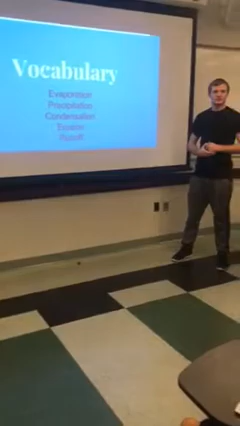 Vocabulary
Evaporation
Precipitation
Condensation
Erosion
Runoff